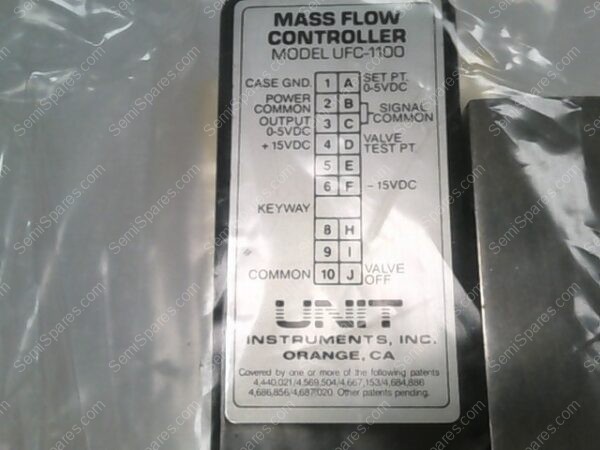 MASS FLOW
CONTROLLER
MODEL UFC-1100
CASE GND. 1 A SET PT. 0-5VDC
POWER COMMON 2 B SIGNAL COMMON
OUTPUT 0-5VDC 3 C
+15VDC 4 D VALVE TEST PT.
5 E
6 F -15VDC
KEYWAY
8 H
9 I
COMMON 10 J VALVE OFF
UNIT
INSTRUMENTS, INC.
ORANGE, CA
Covered by one or more of the following patents
4,440,021/4,569,504/4,667,153/4,684,886
4,686,856/4,687,020. Other patents pending.
SemiSpares.com